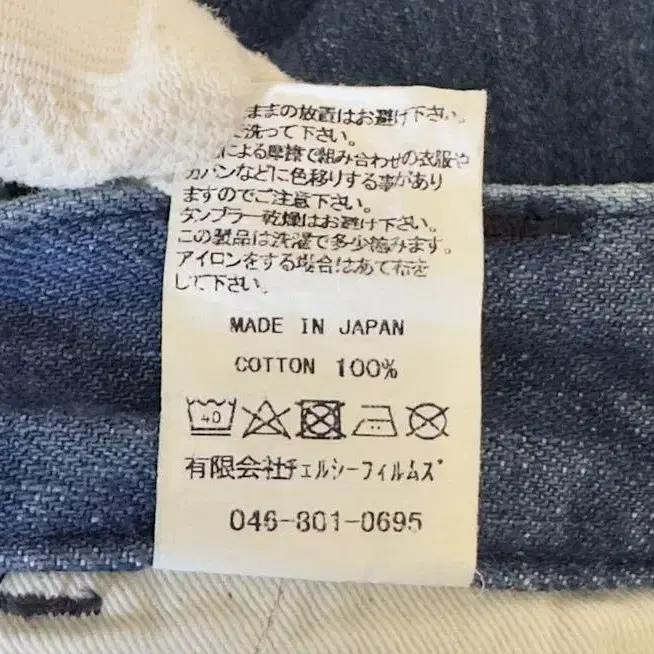 ままの放置はお避け下さい。
洗って下さい。
による摩擦で組み合わせの衣服や
カバンなどに色移りする事があり
ますのでご注意下さい。
タンブラー乾燥はお避け下さい。
この製品は洗濯で多少縮みます。
アイロンをする場合はあて布を
して下さい。
MADE IN JAPAN
COTTON 100%
40
有限会社チェルシーフィルムズ
046-801-0695